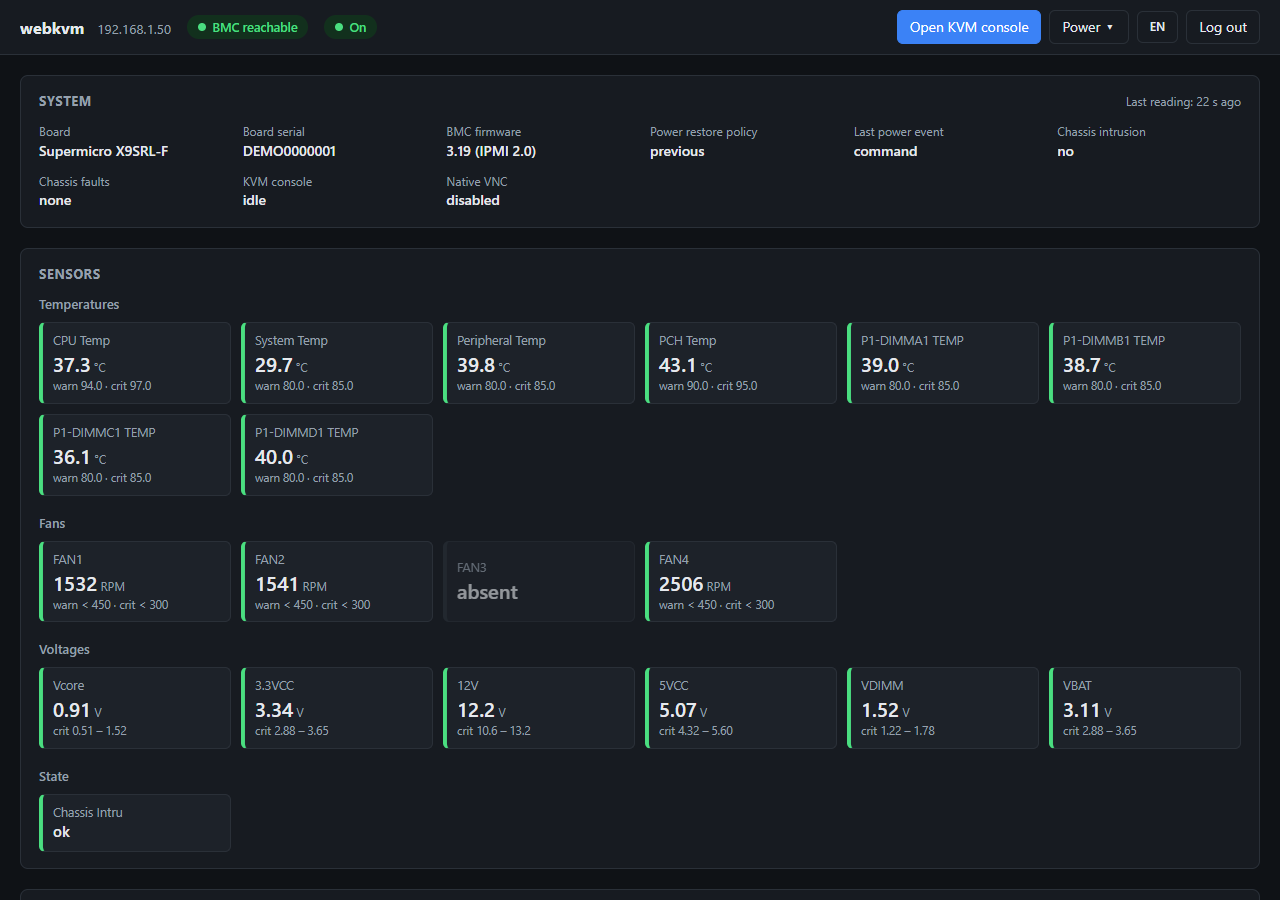 webkvm 192.168.1.50 BMC reachable On Open KVM console Power ▾ EN Log out
SYSTEM Last reading: 22 s ago
Board Board serial BMC firmware Power restore policy Last power event Chassis intrusion
Supermicro X9SRL-F DEMO0000001 3.19 (IPMI 2.0) previous command no
Chassis faults KVM console Native VNC
none idle disabled
SENSORS
Temperatures
CPU Temp System Temp Peripheral Temp PCH Temp P1-DIMMA1 TEMP P1-DIMMB1 TEMP
37.3 °C 29.7 °C 39.8 °C 43.1 °C 39.0 °C 38.7 °C
warn 94.0 · crit 97.0 warn 80.0 · crit 85.0 warn 80.0 · crit 85.0 warn 90.0 · crit 95.0 warn 80.0 · crit 85.0 warn 80.0 · crit 85.0
P1-DIMMC1 TEMP P1-DIMMD1 TEMP
36.1 °C 40.0 °C
warn 80.0 · crit 85.0 warn 80.0 · crit 85.0
Fans
FAN1 FAN2 FAN3 FAN4
1532 RPM 1541 RPM absent 2506 RPM
warn < 450 · crit < 300 warn < 450 · crit < 300 warn < 450 · crit < 300
Voltages
Vcore 3.3VCC 12V 5VCC VDIMM VBAT
0.91 V 3.34 V 12.2 V 5.07 V 1.52 V 3.11 V
crit 0.51 – 1.52 crit 2.88 – 3.65 crit 10.6 – 13.2 crit 4.32 – 5.60 crit 1.22 – 1.78 crit 2.88 – 3.65
State
Chassis Intru
ok